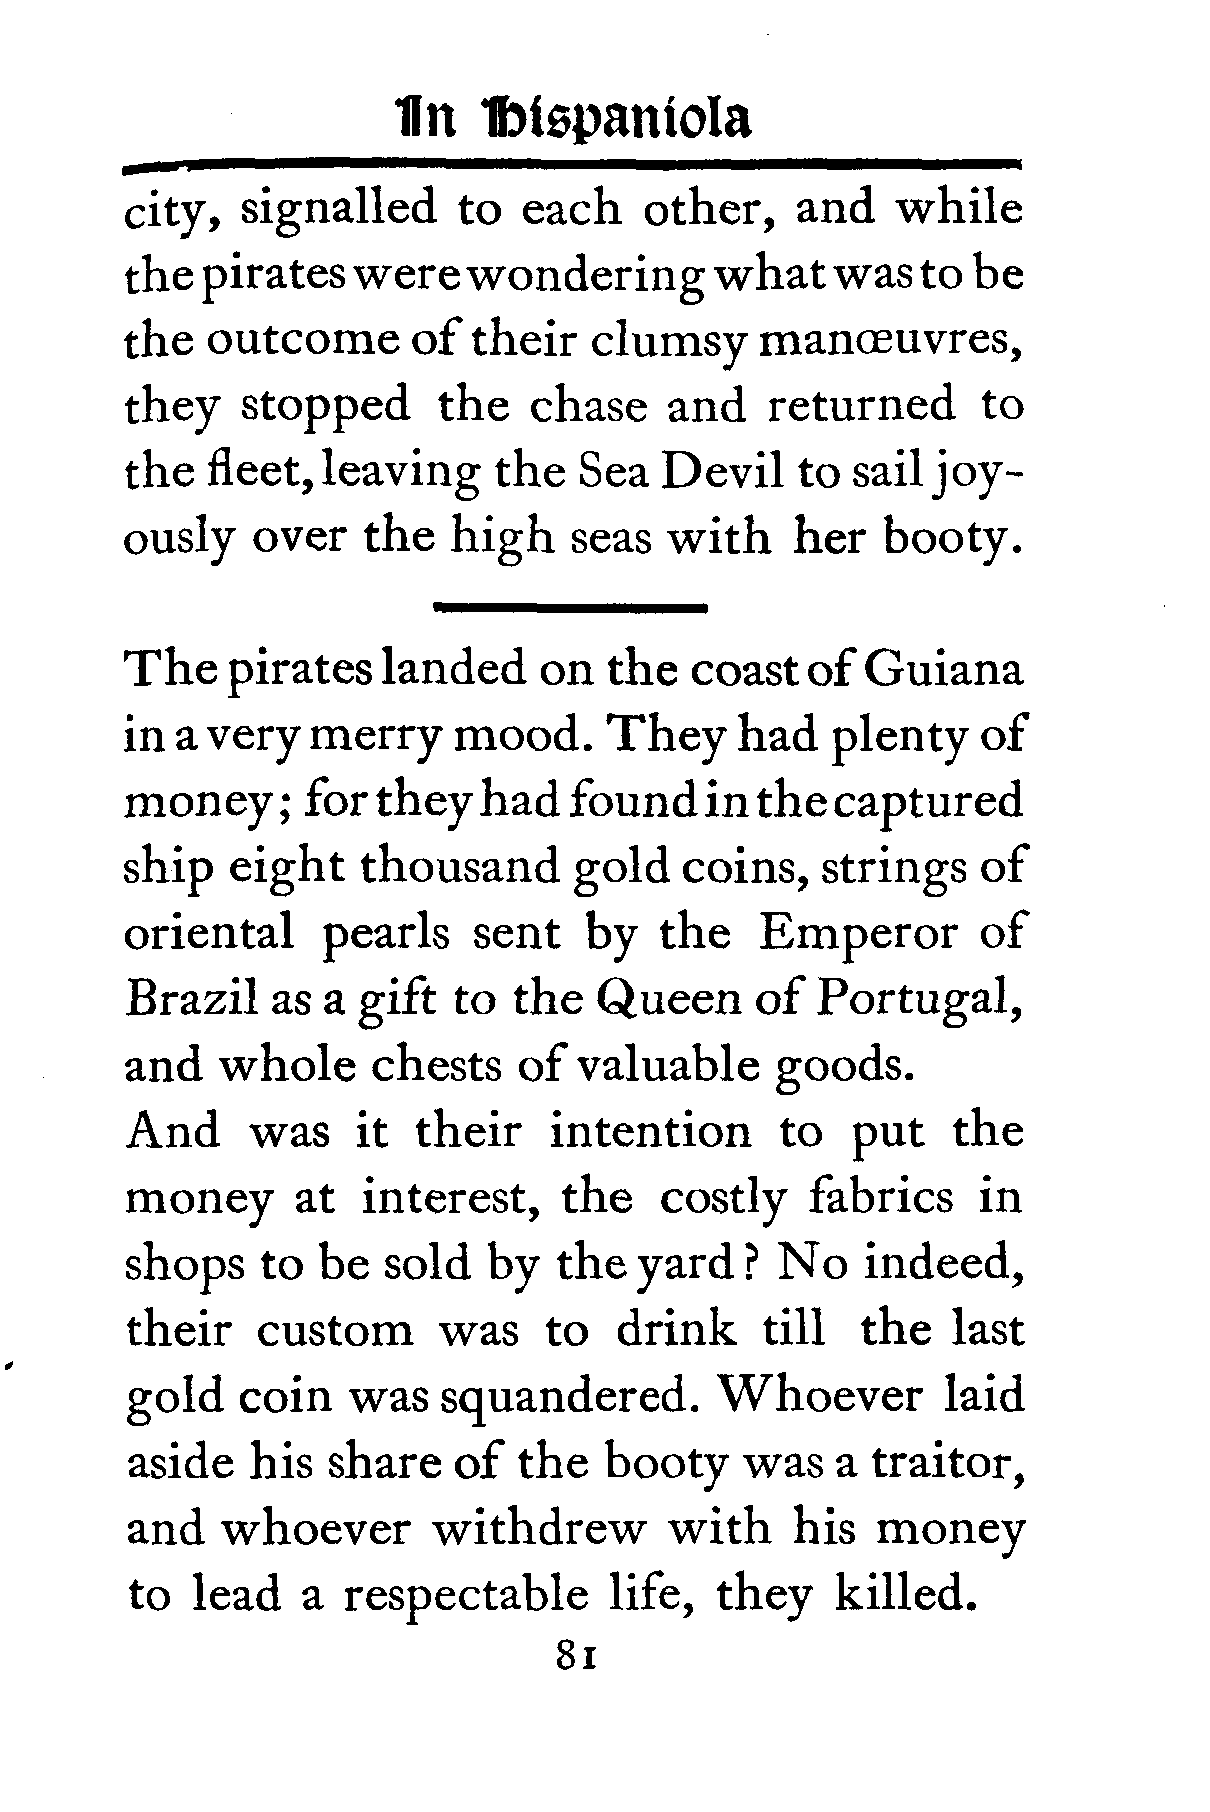 In Hispaniola
city, signalled to each other, and while
the pirates were wondering what was to be
the outcome of their clumsy manœuvres,
they stopped the chase and returned to
the fleet, leaving the Sea Devil to sail joy-
ously over the high seas with her booty.
The pirates landed on the coast of Guiana
in a very merry mood. They had plenty of
money; for they had found in the captured
ship eight thousand gold coins, strings of
oriental pearls sent by the Emperor of
Brazil as a gift to the Queen of Portugal,
and whole chests of valuable goods.
And was it their intention to put the
money at interest, the costly fabrics in
shops to be sold by the yard? No indeed,
their custom was to drink till the last
gold coin was squandered. Whoever laid
aside his share of the booty was a traitor,
and whoever withdrew with his money
to lead a respectable life, they killed.
81